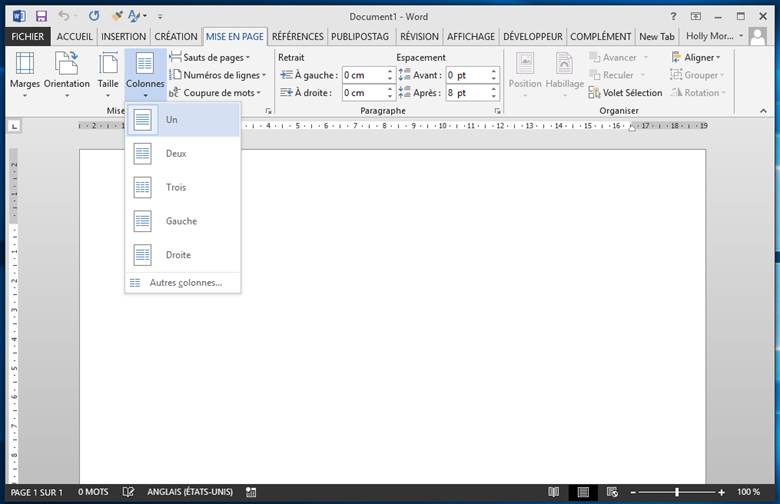 Document1 - Word
FICHIER ACCUEIL INSERTION CRÉATION MISE EN PAGE RÉFÉRENCES PUBLIPOSTAG RÉVISION AFFICHAGE DÉVELOPPEUR COMPLÉMENT New Tab Holly Mor...
Marges Orientation Taille Colonnes
Sauts de pages
Numéros de lignes
Coupure de mots
Retrait Espacement
À gauche : 0 cm Avant : 0 pt
À droite : 0 cm Après : 8 pt
Position Habillage
Avancer Aligner
Reculer Grouper
Volet Sélection Rotation
Mise Paragraphe Organiser
Un
Deux
Trois
Gauche
Droite
Autres colonnes...
2 1 4 5 6 7 8 9 10 11 12 13 14 15 16 17 18 19
PAGE 1 SUR 1 0 MOTS ANGLAIS (ÉTATS-UNIS) 100 %